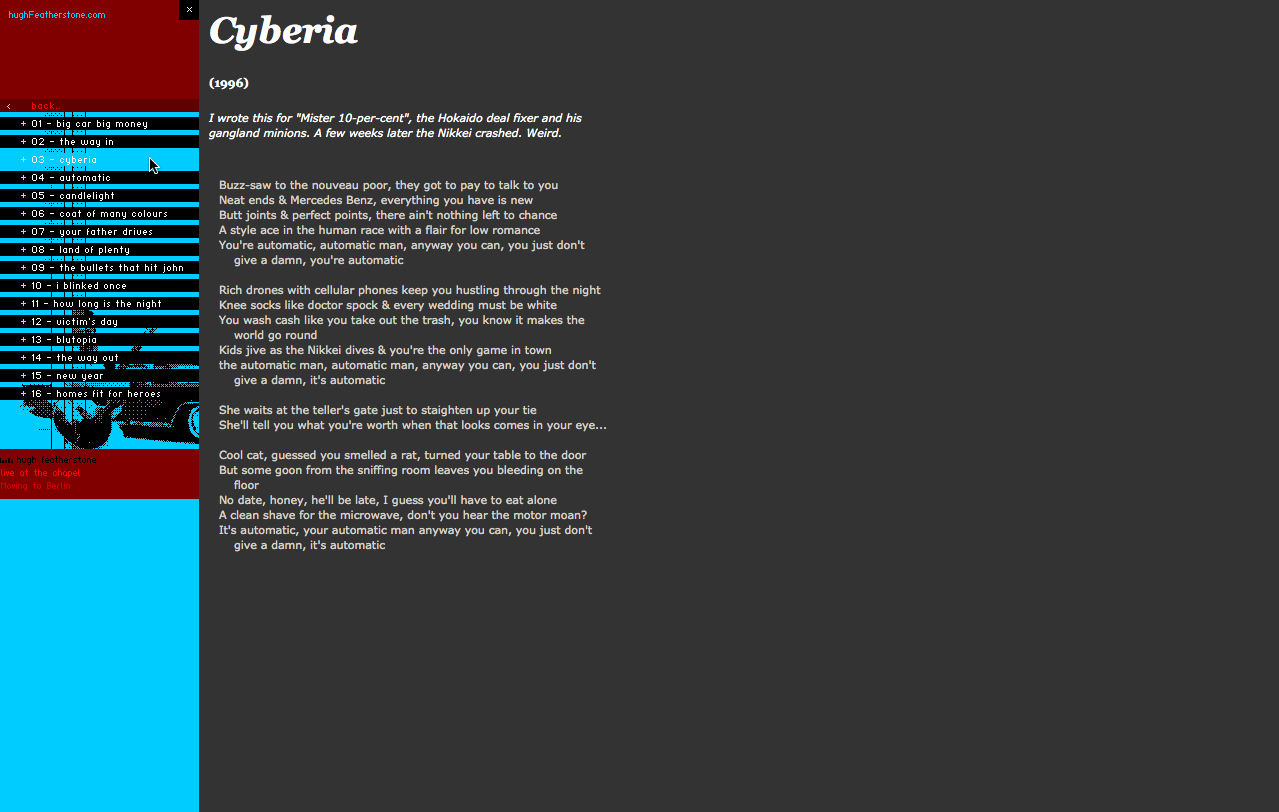 hughFeatherstone.com
×
< back..
+ 01 - big car big money
+ 02 - the way in
+ 03 - cyberia
+ 04 - automatic
+ 05 - candlelight
+ 06 - coat of many colours
+ 07 - your father drives
+ 08 - land of plenty
+ 09 - the bullets that hit john
+ 10 - i blinked once
+ 11 - how long is the night
+ 12 - victim's day
+ 13 - blutopia
+ 14 - the way out
+ 15 - new year
+ 16 - homes fit for heroes
hugh featherstone
live at the chapel
Moving to Berlin
Cyberia
(1996)
I wrote this for "Mister 10-per-cent", the Hokaido deal fixer and his
gangland minions. A few weeks later the Nikkei crashed. Weird.
Buzz-saw to the nouveau poor, they got to pay to talk to you
Neat ends & Mercedes Benz, everything you have is new
Butt joints & perfect points, there ain't nothing left to chance
A style ace in the human race with a flair for low romance
You're automatic, automatic man, anyway you can, you just don't
give a damn, you're automatic
Rich drones with cellular phones keep you hustling through the night
Knee socks like doctor spock & every wedding must be white
You wash cash like you take out the trash, you know it makes the
world go round
Kids jive as the Nikkei dives & you're the only game in town
the automatic man, automatic man, anyway you can, you just don't
give a damn, it's automatic
She waits at the teller's gate just to staighten up your tie
She'll tell you what you're worth when that looks comes in your eye...
Cool cat, guessed you smelled a rat, turned your table to the door
But some goon from the sniffing room leaves you bleeding on the
floor
No date, honey, he'll be late, I guess you'll have to eat alone
A clean shave for the microwave, don't you hear the motor moan?
It's automatic, your automatic man anyway you can, you just don't
give a damn, it's automatic